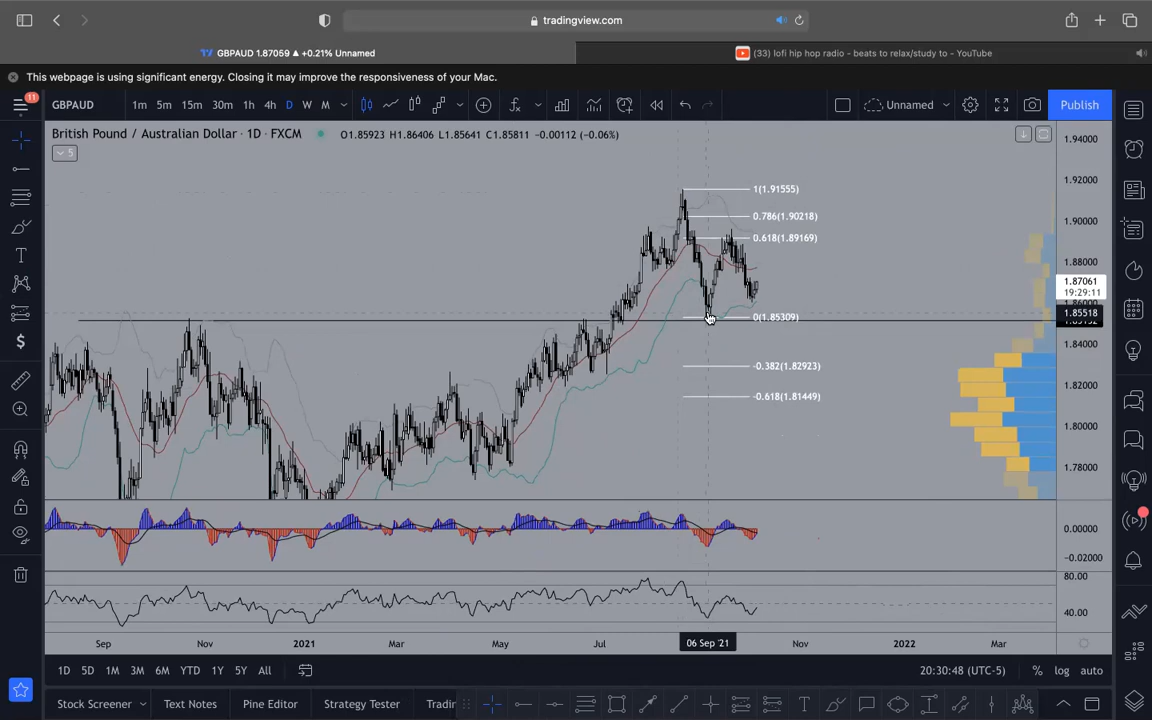 tradingview.com
GBPAUD 1.87059 ▲ +0.21% Unnamed
(33) lofi hip hop radio - beats to relax/study to - YouTube
This webpage is using significant energy. Closing it may improve the responsiveness of your Mac.
11
GBPAUD 1m 5m 15m 30m 1h 4h D W M Unnamed Publish
British Pound / Australian Dollar · 1D · FXCM O1.85923 H1.86406 L1.85641 C1.85811 -0.00112 (-0.06%)
5
1.94000
1.92000
1(1.91555)
0.786(1.90218)
1.90000
0.618(1.89169)
1.88000
1.87061
19:29:11
1.85518
0(1.85309)
1.84000
-0.382(1.82923)
1.82000
-0.618(1.81449)
1.80000
1.78000
0.00000
-0.02000
80.00
40.00
Sep Nov 2021 Mar May Jul 06 Sep '21 Nov 2022 Mar
1D 5D 1M 3M 6M YTD 1Y 5Y All 20:30:48 (UTC-5) % log auto
Stock Screener Text Notes Pine Editor Strategy Tester Tradin